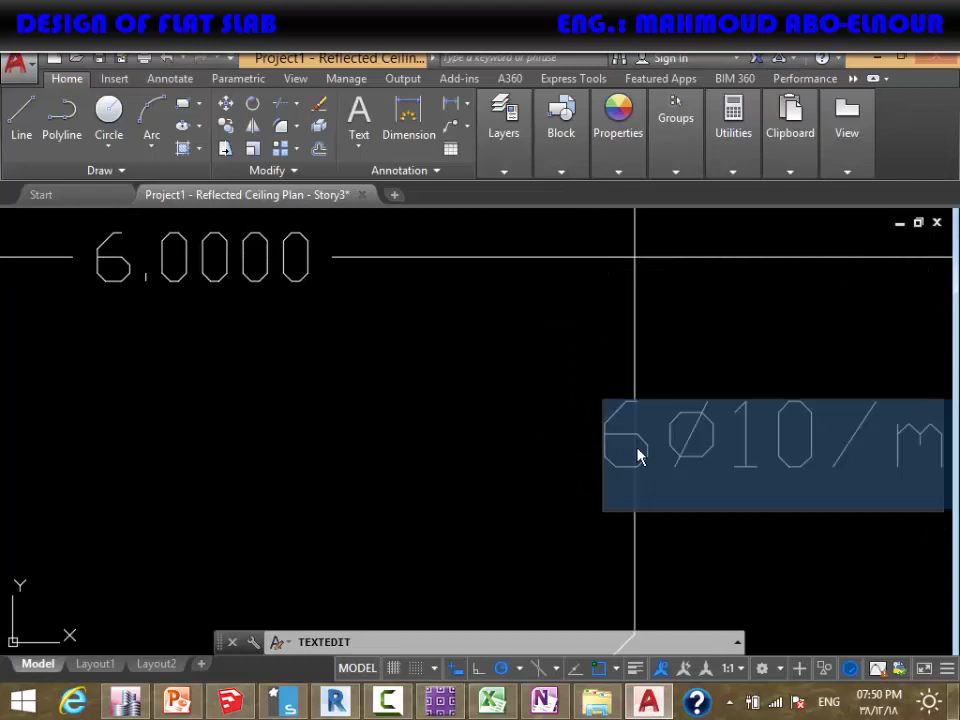 DESIGN OF FLAT SLAB
ENG.: MAHMOUD ABO-ELNOUR
Project1 - Reflected Ceilin...
Type a keyword or phrase
Sign In
Home Insert Annotate Parametric View Manage Output Add-ins A360 Express Tools Featured Apps BIM 360 Performance
Line Polyline Circle Arc Text Dimension Layers Block Properties Groups Utilities Clipboard View
Draw Modify Annotation
Start Project1 - Reflected Ceiling Plan - Story3*
6,0000
6Ø10/m
Y
X
TEXTEDIT
Model Layout1 Layout2
MODEL 1:1
07:50 PM
ENG
٣٨/١٢/١٨